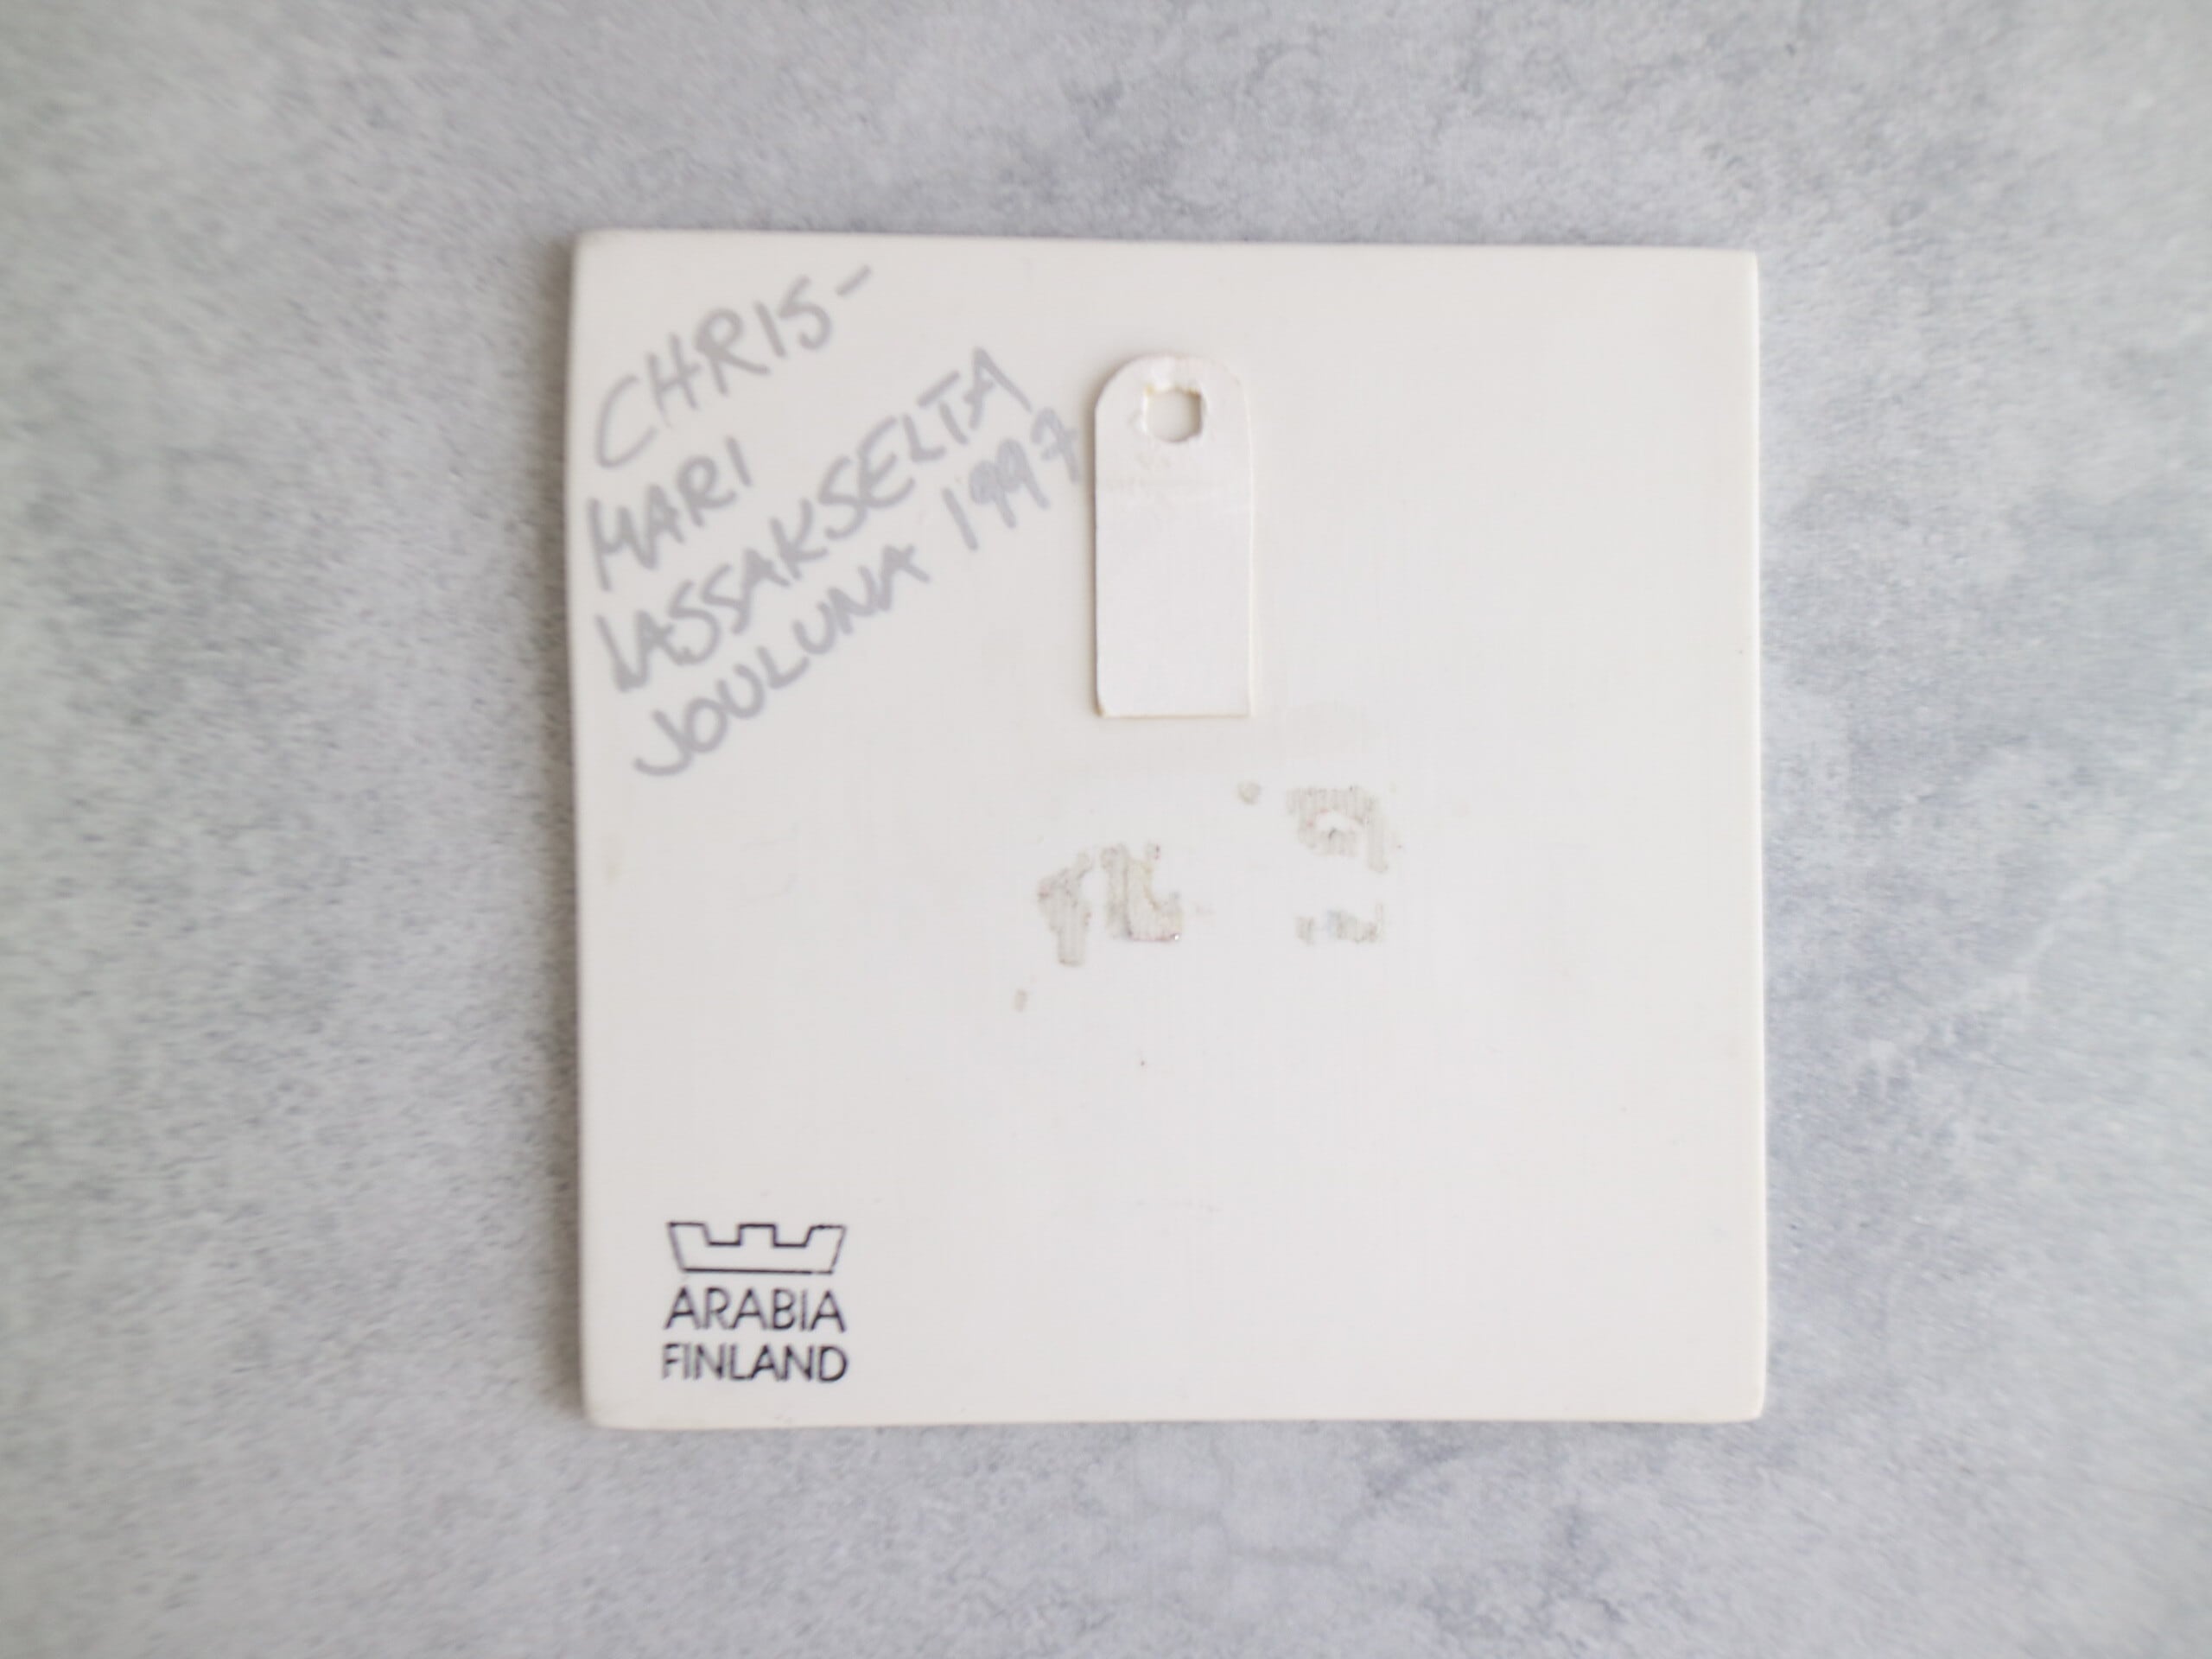 CHRIS-
MARI
LASSAKSELTA
JOULUNA 1997
ARABIA
FINLAND